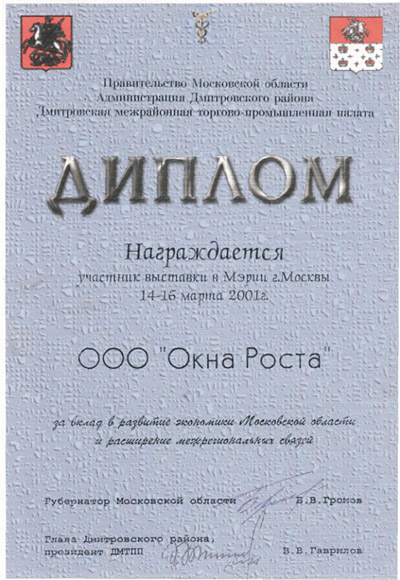 Правительство Московской области
Администрация Дмитровского района
Дмитровская межрайонная торгово-промышленная палата
ДИПЛОМ
Награждается
участник выставки в Мэрии г.Москвы
14-16 марта 2001г.
ООО "Окна Роста"
за вклад в развитие экономики Московской области
и расширение межрегиональных связей
Губернатор Московской области Б.В.Громов
Глава Дмитровского района,
президент ДМТПП В.В.Гаврилов